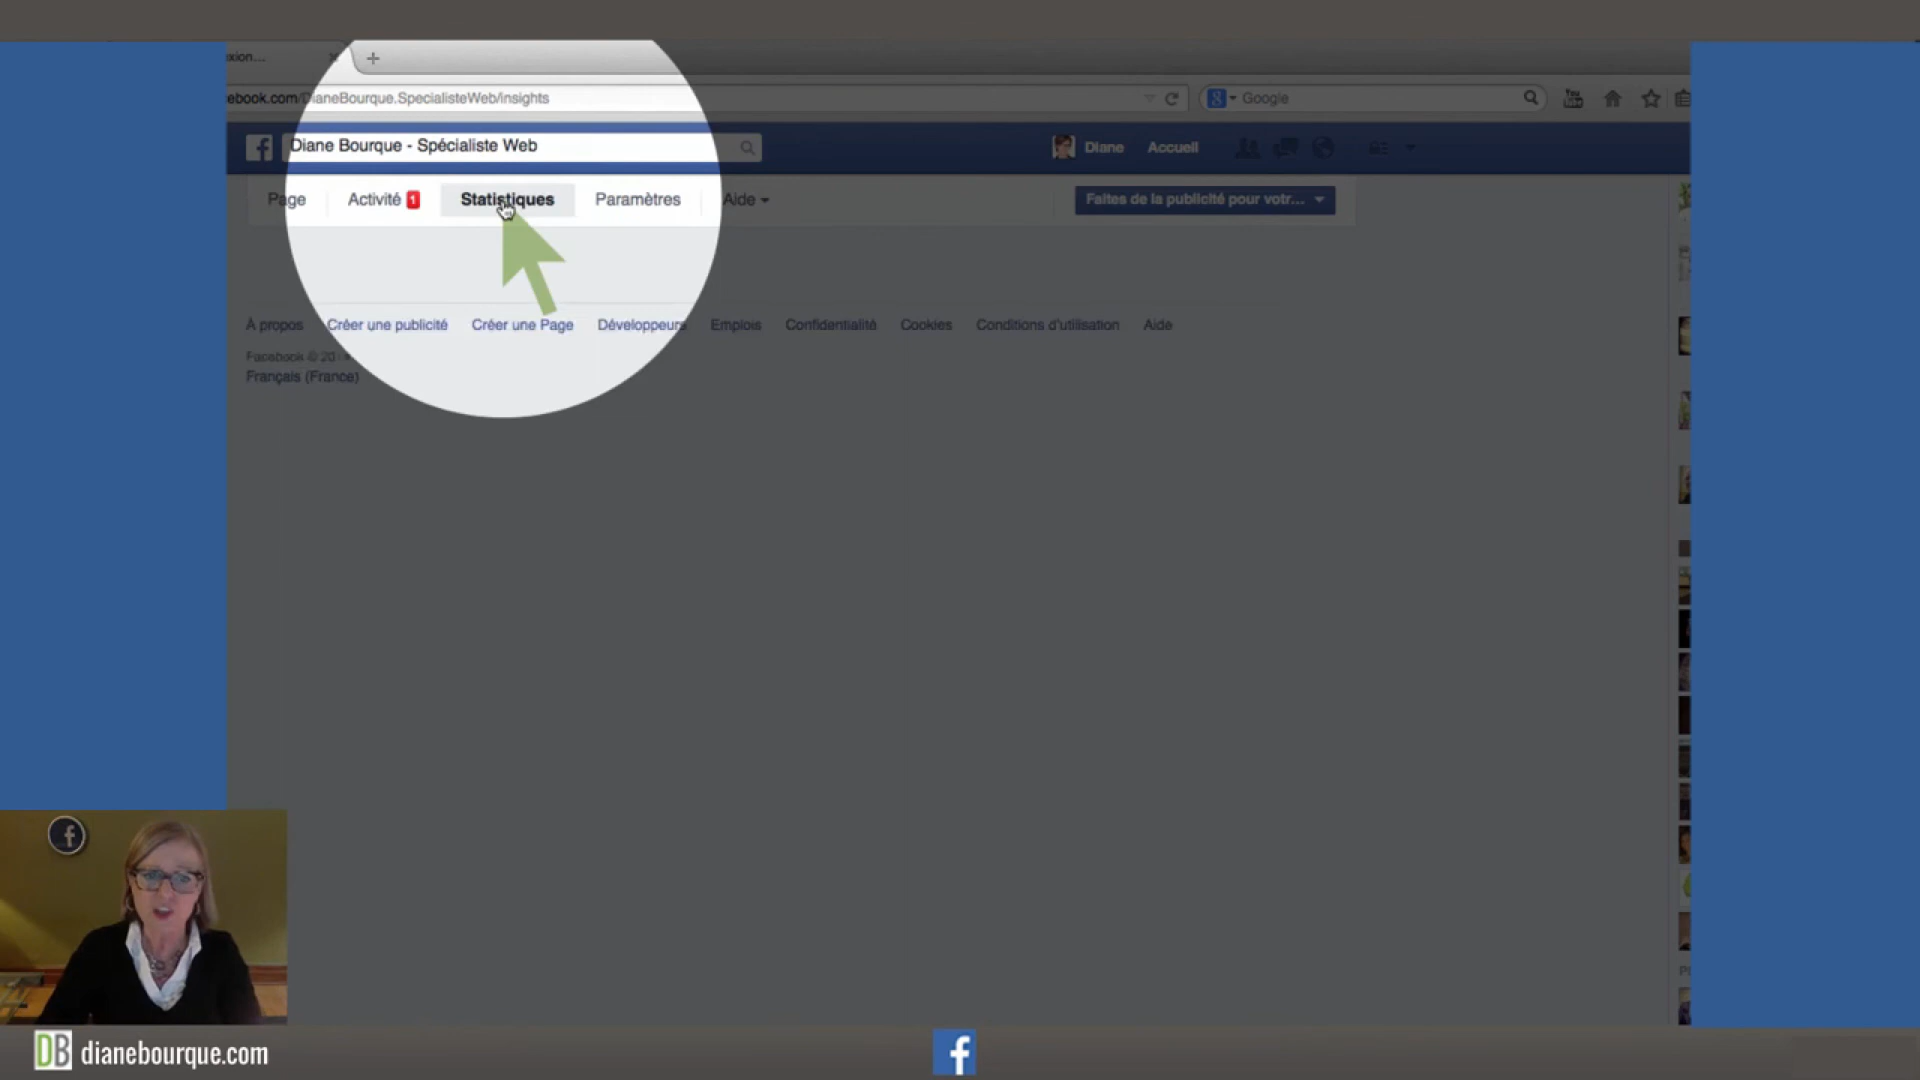 xion...
ebook.com/DianeBourque.SpecialisteWeb/insights
Google
You
Diane Bourque - Spécialiste Web
Diane Accueil
Page Activité 1 Statistiques Paramètres Aide
Faites de la publicité pour votr...
À propos Créer une publicité Créer une Page Développeurs Emplois Confidentialité Cookies Conditions d'utilisation Aide
Facebook © 20
Français (France)
DB dianebourque.com